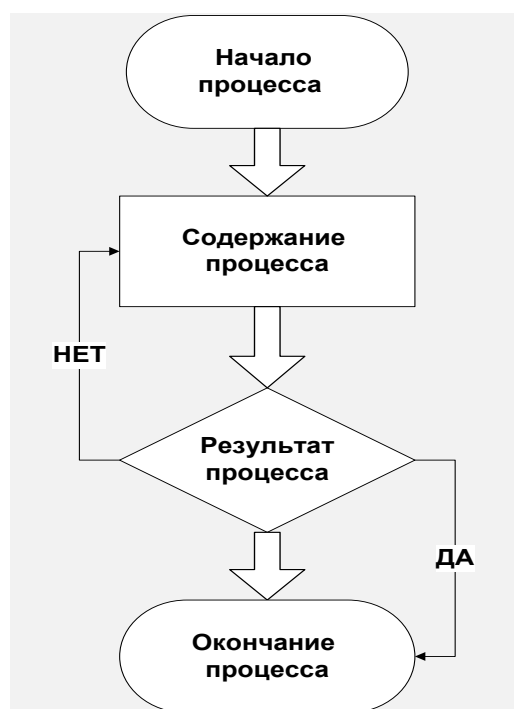 Начало
процесса
Содержание
процесса
НЕТ
Результат
процесса
ДА
Окончание
процесса